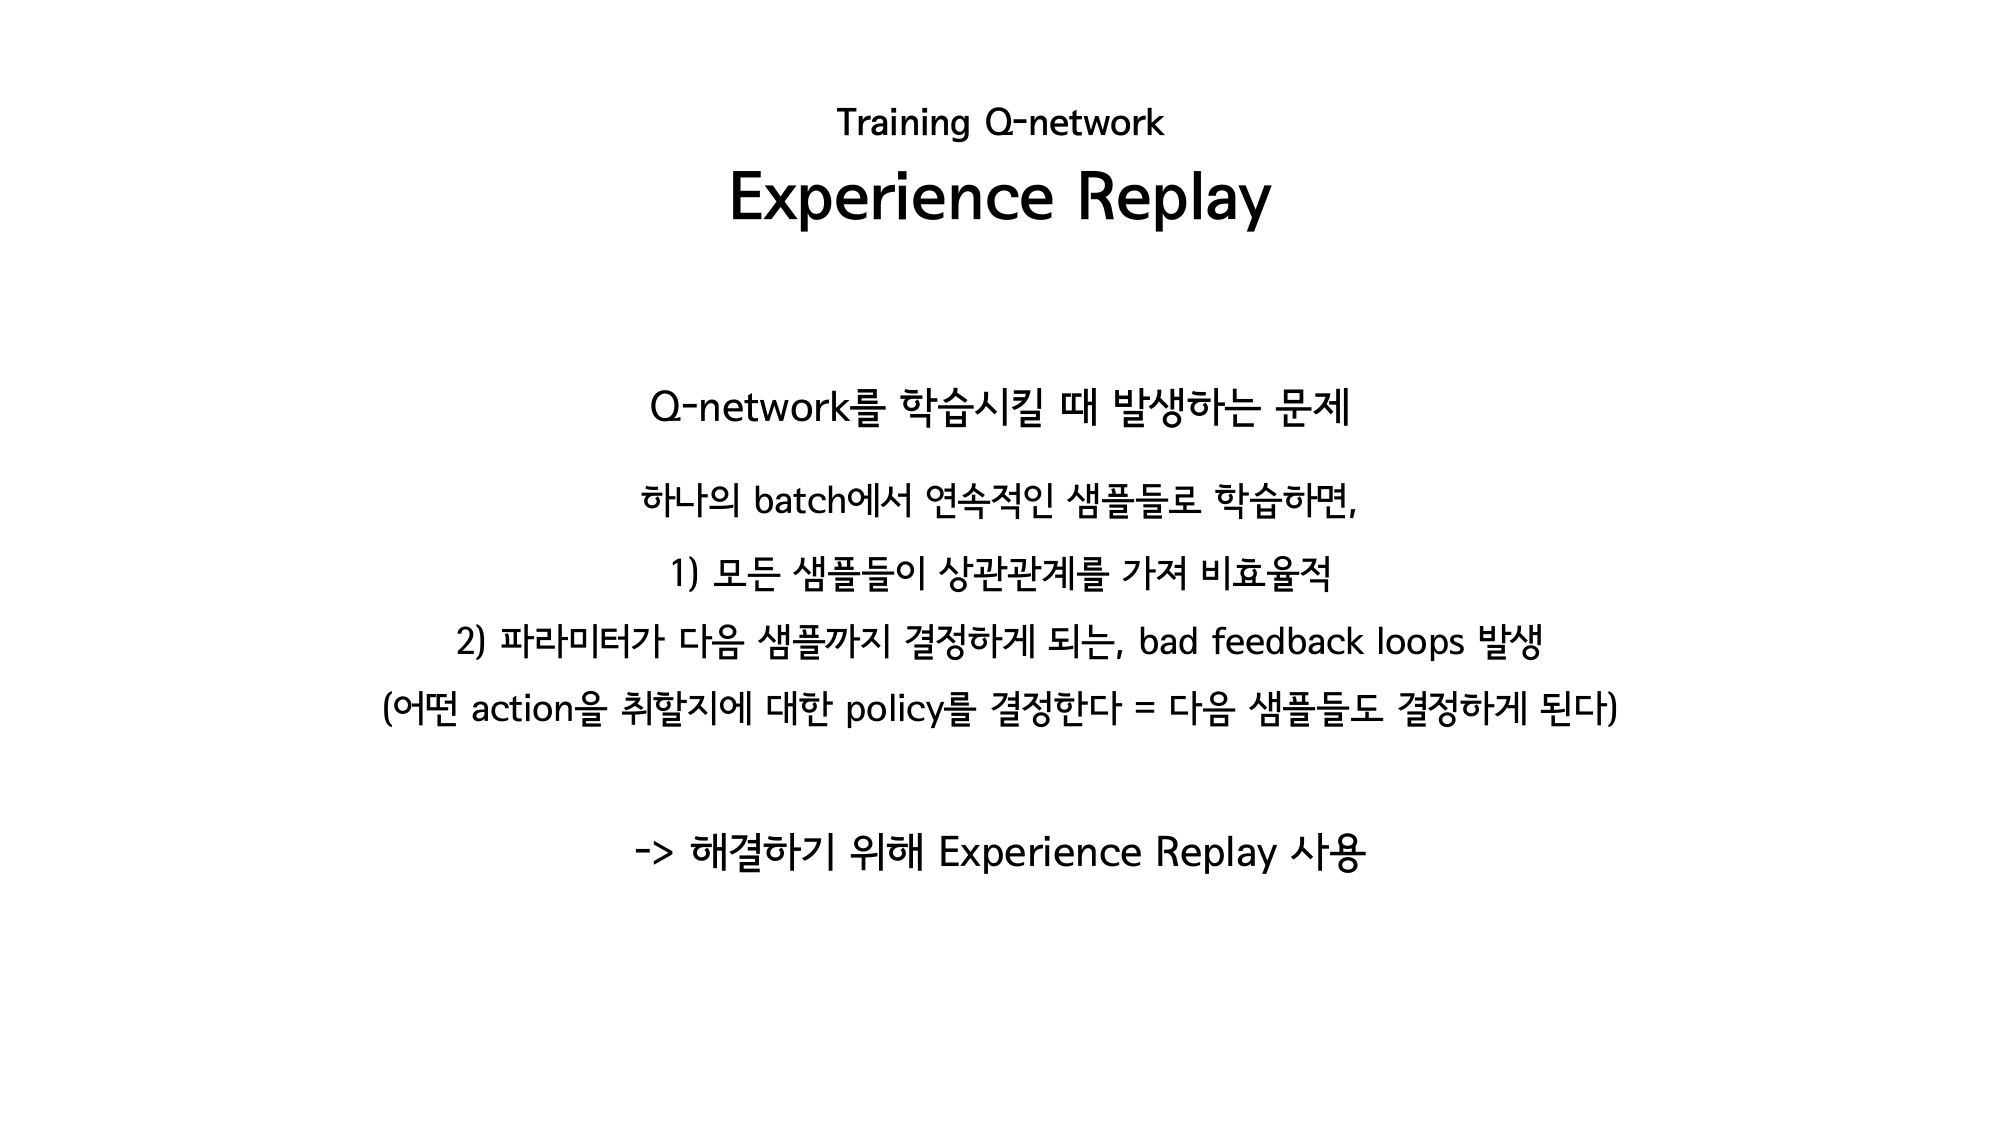 Training Q-network
Experience Replay
Q-network를 학습시킬 때 발생하는 문제
하나의 batch에서 연속적인 샘플들로 학습하면,
1) 모든 샘플들이 상관관계를 가져 비효율적
2) 파라미터가 다음 샘플까지 결정하게 되는, bad feedback loops 발생
(어떤 action을 취할지에 대한 policy를 결정한다 = 다음 샘플들도 결정하게 된다)
-> 해결하기 위해 Experience Replay 사용